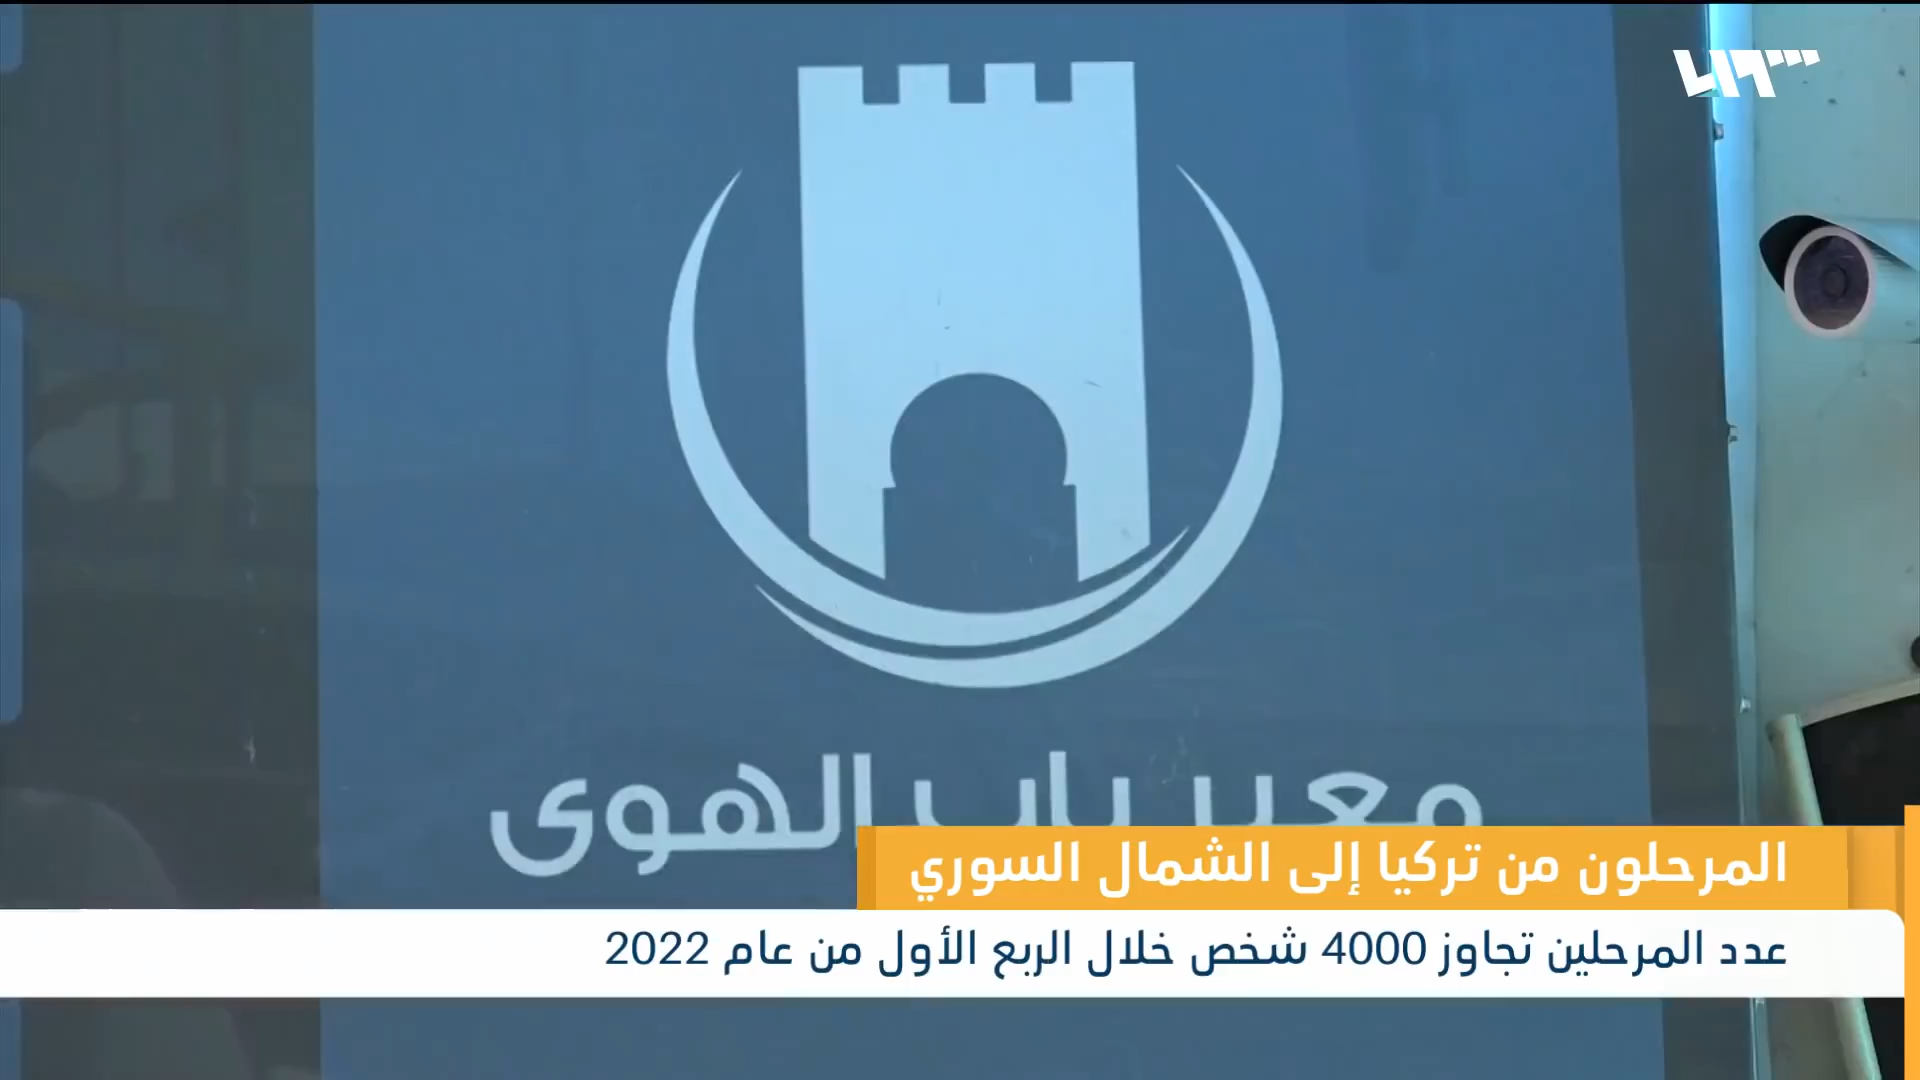 معبر باب الهوى
المرحلون من تركيا إلى الشمال السوري
عدد المرحلين تجاوز 4000 شخص خلال الربع الأول من عام 2022